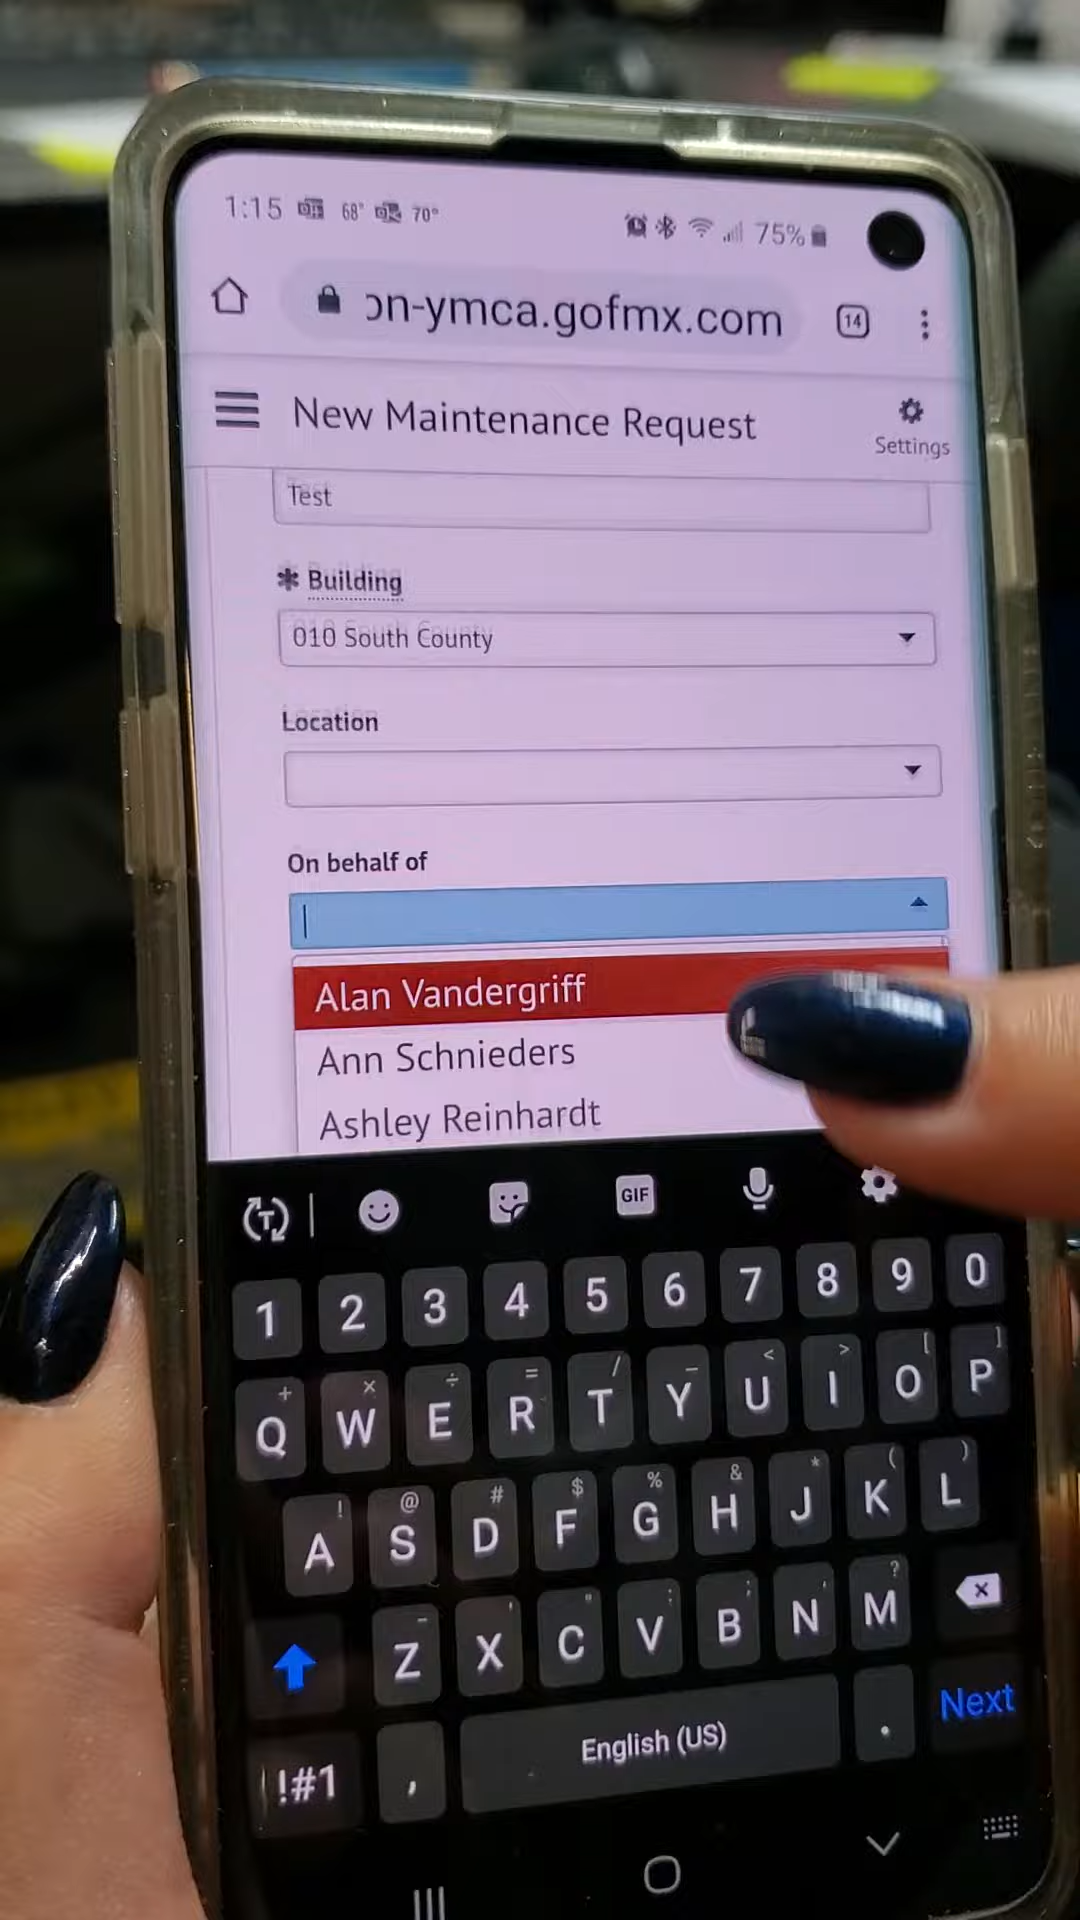 1:15 68° 70° 75%
on-ymca.gofmx.com 14
New Maintenance Request
Settings
Test
* Building
010 South County
Location
On behalf of
Alan Vandergriff
Ann Schnieders
Ashley Reinhardt
T GIF
1 2 3 4 5 6 7 8 9 0
+ × ÷ = / _ < > [ ]
Q W E R T Y U I O P
! @ # $ % & * ( )
A S D F G H J K L
- ' " : ; ' ?
Z X C V B N M
!#1 , English (US) . Next